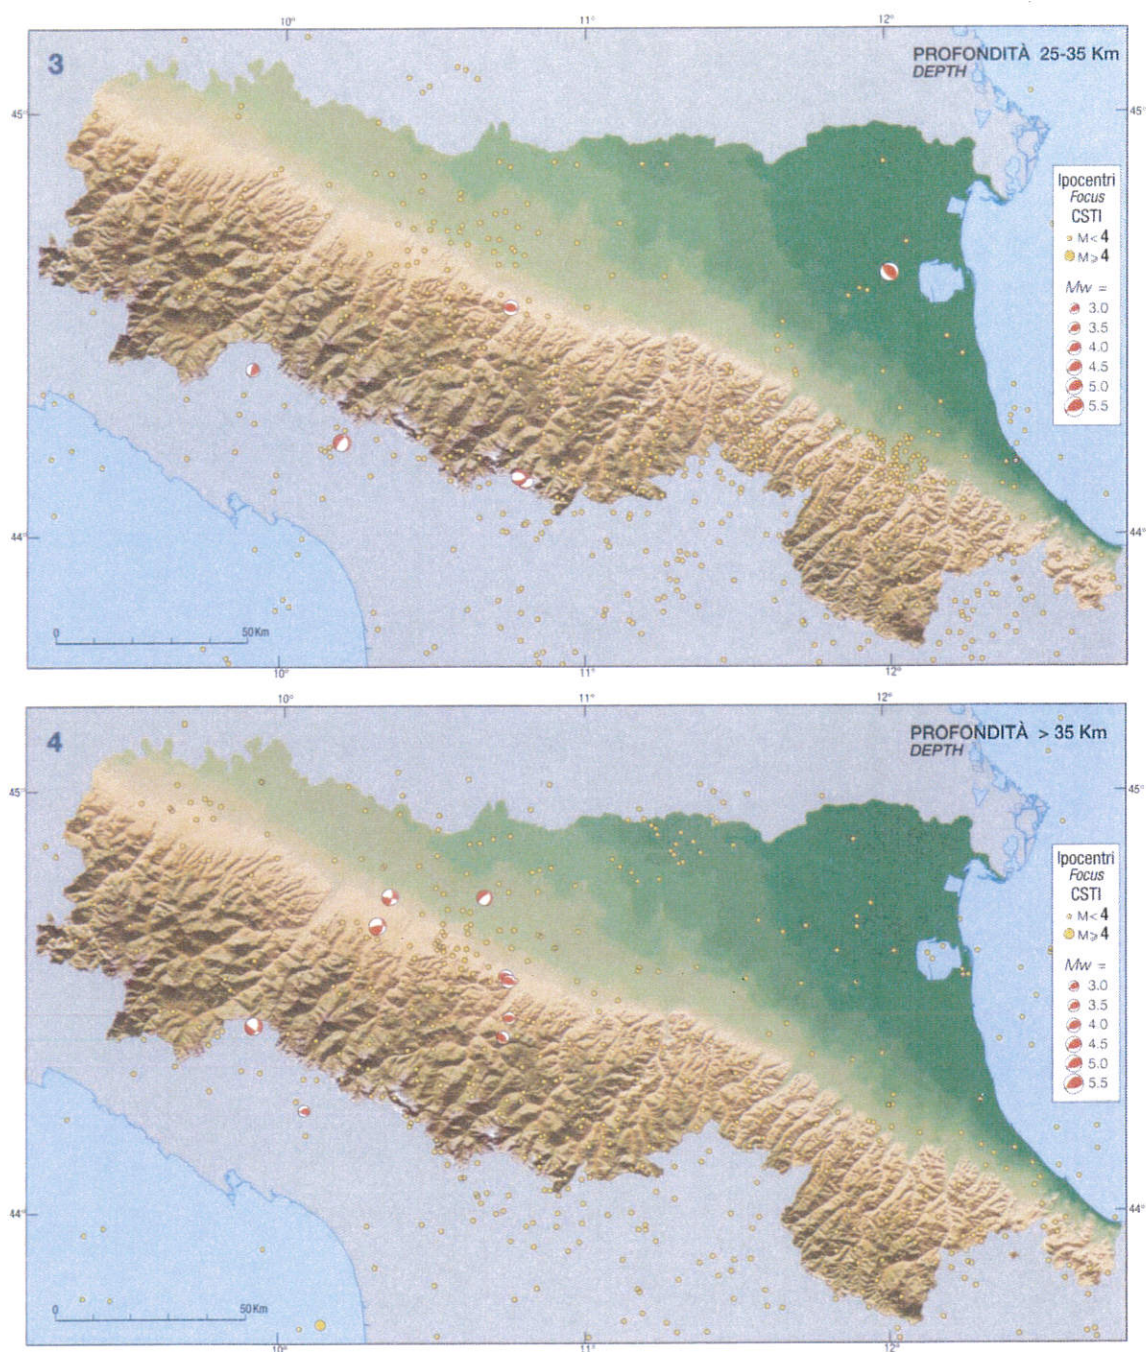 10° 11° 12°
3
PROFONDITÀ 25-35 Km
DEPTH
45° 45°
Ipocentri
Focus
CSTI
M< 4
M≥ 4
Mw =
3.0
3.5
4.0
4.5
5.0
5.5
44° 44°
0 50Km
10° 11° 12°
10° 11° 12°
4
PROFONDITÀ > 35 Km
DEPTH
45° 45°
Ipocentri
Focus
CSTI
M< 4
M≥ 4
Mw =
3.0
3.5
4.0
4.5
5.0
5.5
44° 44°
0 50Km
10° 11° 12°